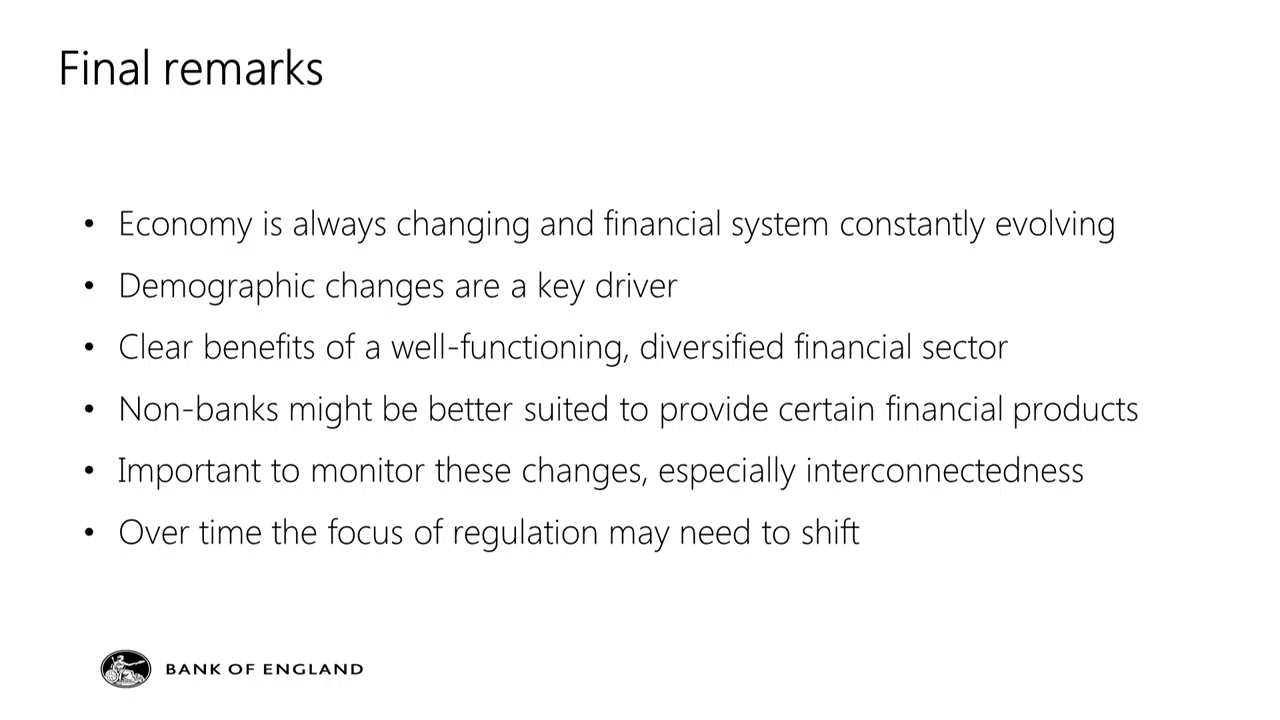 Final remarks
• Economy is always changing and financial system constantly evolving
• Demographic changes are a key driver
• Clear benefits of a well-functioning, diversified financial sector
• Non-banks might be better suited to provide certain financial products
• Important to monitor these changes, especially interconnectedness
• Over time the focus of regulation may need to shift
BANK OF ENGLAND